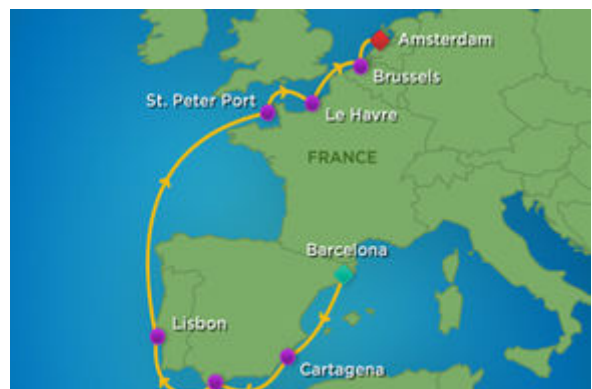 Amsterdam
Brussels
St. Peter Port
Le Havre
FRANCE
Barcelona
Lisbon
Cartagena